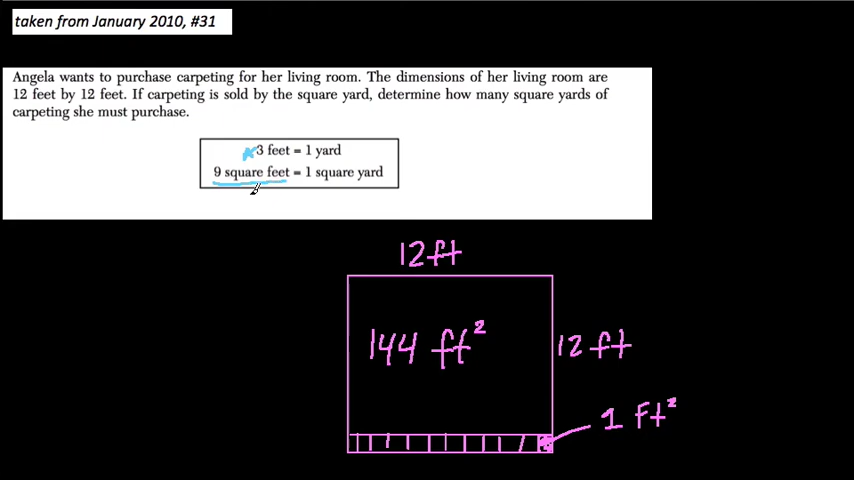 taken from January 2010, #31
Angela wants to purchase carpeting for her living room. The dimensions of her living room are
12 feet by 12 feet. If carpeting is sold by the square yard, determine how many square yards of
carpeting she must purchase.
3 feet = 1 yard
9 square feet = 1 square yard
12 ft
144 ft²
12 ft
1 Ft²